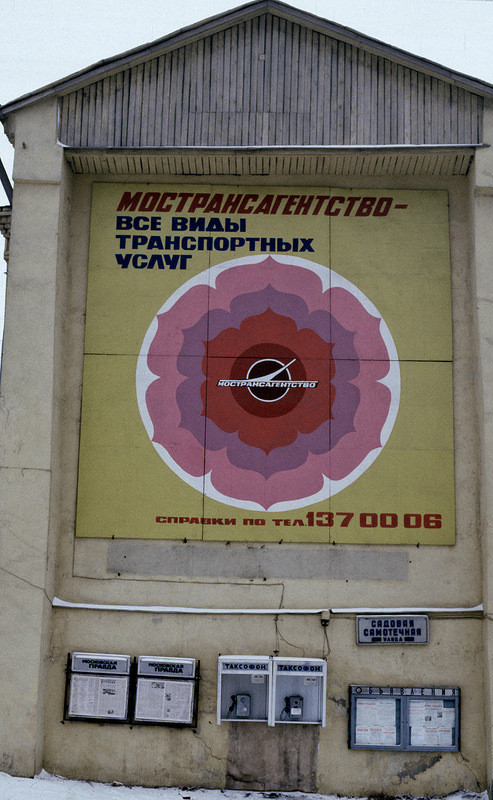 МОСТРАНСАГЕНТСТВО-
ВСЕ ВИДЫ
ТРАНСПОРТНЫХ
УСЛУГ
МОСТРАНСАГЕНТСТВО
СПРАВКИ ПО ТЕЛ. 137 00 06
САДОВАЯ
САМОТЕЧНАЯ
УЛИЦА
МОСКОВСКАЯ
ПРАВДА
МОСКОВСКАЯ
ПРАВДА
ТАКСОФОН
ТАКСОФОН